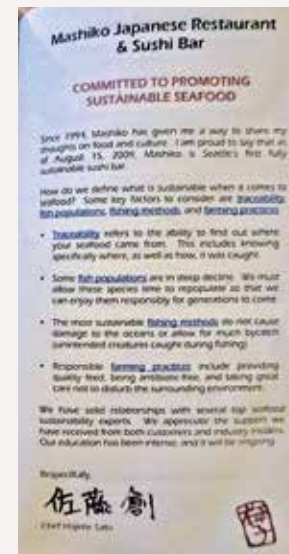 Mashiko Japanese Restaurant
& Sushi Bar
COMMITTED TO PROMOTING
SUSTAINABLE SEAFOOD
Since 1994, Mashiko has given me a way to share my
thoughts on food and culture. I am proud to say that as
of August 15, 2009, Mashiko is Seattle's first fully
sustainable sushi bar.
How do we define what is sustainable when it comes to
seafood? Some key factors to consider are traceability,
fish populations, fishing methods, and farming practices.
• Traceability refers to the ability to find out where
your seafood came from. This includes knowing
specifically where, as well as how, it was caught.
• Some fish populations are in deep decline. We must
allow these species time to repopulate so that we
can enjoy them responsibly for generations to come.
• The most sustainable fishing methods do not cause
damage to the oceans or allow for much bycatch
(unintended creatures caught during fishing).
• Responsible farming practices include providing
quality feed, being antibiotic free, and taking great
care not to disturb the surrounding environment.
We have solid relationships with several top seafood
sustainability experts. We appreciate the support we
have received from both customers and industry insiders.
Our education has been intense, and it will be ongoing.
Respectfully,
佐藤 創
Chef Hajime Sato